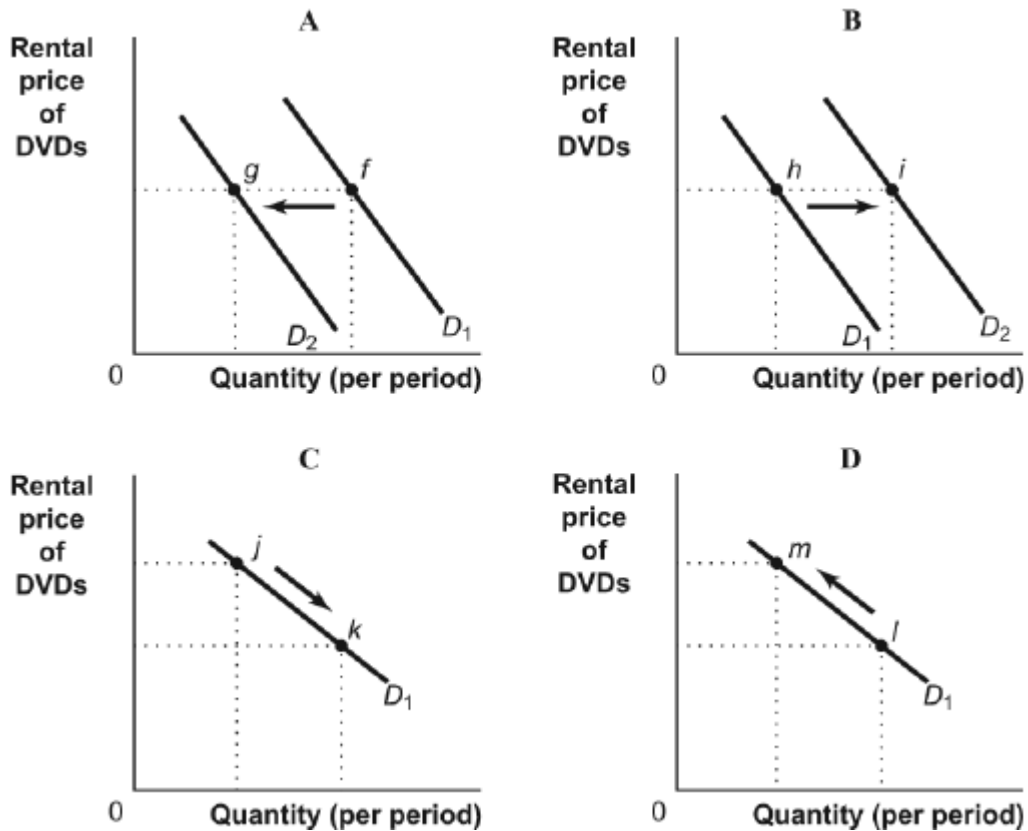 A
Rental
price
of
DVDs
g
f
D2
D1
0
Quantity (per period)
B
Rental
price
of
DVDs
h
i
D1
D2
0
Quantity (per period)
C
Rental
price
of
DVDs
j
k
D1
0
Quantity (per period)
D
Rental
price
of
DVDs
m
l
D1
0
Quantity (per period)